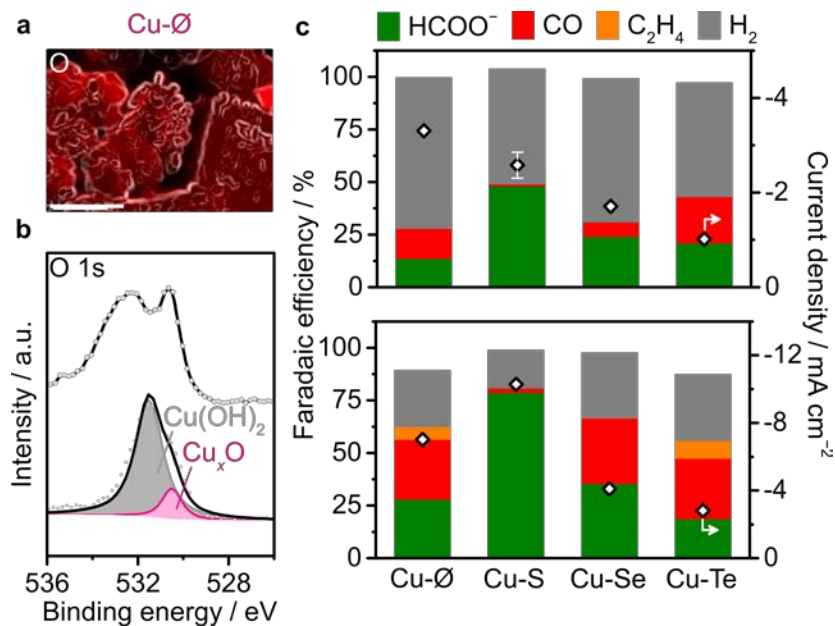 Cu-Ø
a
O
b
O 1s
Intensity / a.u.
Cu(OH)₂
CuₓO
536 532 528
Binding energy / eV
c
HCOO⁻ CO C₂H₄ H₂
100
75
50
25
0
-4
-2
0
100
75
50
25
0
-12
-8
-4
0
Faradaic efficiency / %
Current density / mA cm⁻²
Cu-Ø Cu-S Cu-Se Cu-Te